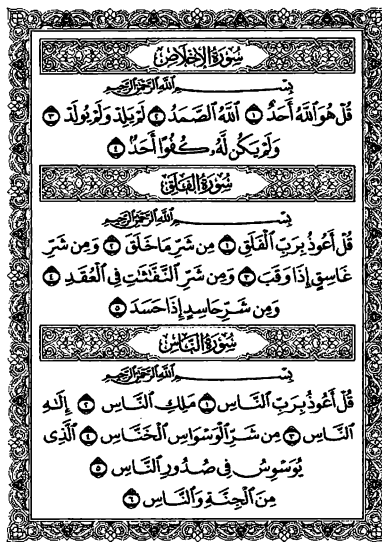 سُورَةُ الإِخْلَاصِ
بِسْمِ اللَّهِ الرَّحْمَٰنِ الرَّحِيمِ
قُلْ هُوَ اللَّهُ أَحَدٌ ١ اللَّهُ الصَّمَدُ ٢ لَمْ يَلِدْ وَلَمْ يُولَدْ ٣
وَلَمْ يَكُن لَّهُۥ كُفُوًا أَحَدٌ ٤
سُورَةُ الْفَلَقِ
بِسْمِ اللَّهِ الرَّحْمَٰنِ الرَّحِيمِ
قُلْ أَعُوذُ بِرَبِّ الْفَلَقِ ١ مِن شَرِّ مَا خَلَقَ ٢ وَمِن شَرِّ
غَاسِقٍ إِذَا وَقَبَ ٣ وَمِن شَرِّ النَّفَّاثَاتِ فِي الْعُقَدِ ٤
وَمِن شَرِّ حَاسِدٍ إِذَا حَسَدَ ٥
سُورَةُ النَّاسِ
بِسْمِ اللَّهِ الرَّحْمَٰنِ الرَّحِيمِ
قُلْ أَعُوذُ بِرَبِّ النَّاسِ ١ مَلِكِ النَّاسِ ٢ إِلَٰهِ
النَّاسِ ٣ مِن شَرِّ الْوَسْوَاسِ الْخَنَّاسِ ٤ الَّذِي
يُوَسْوِسُ فِي صُدُورِ النَّاسِ ٥
مِنَ الْجِنَّةِ وَالنَّاسِ ٦